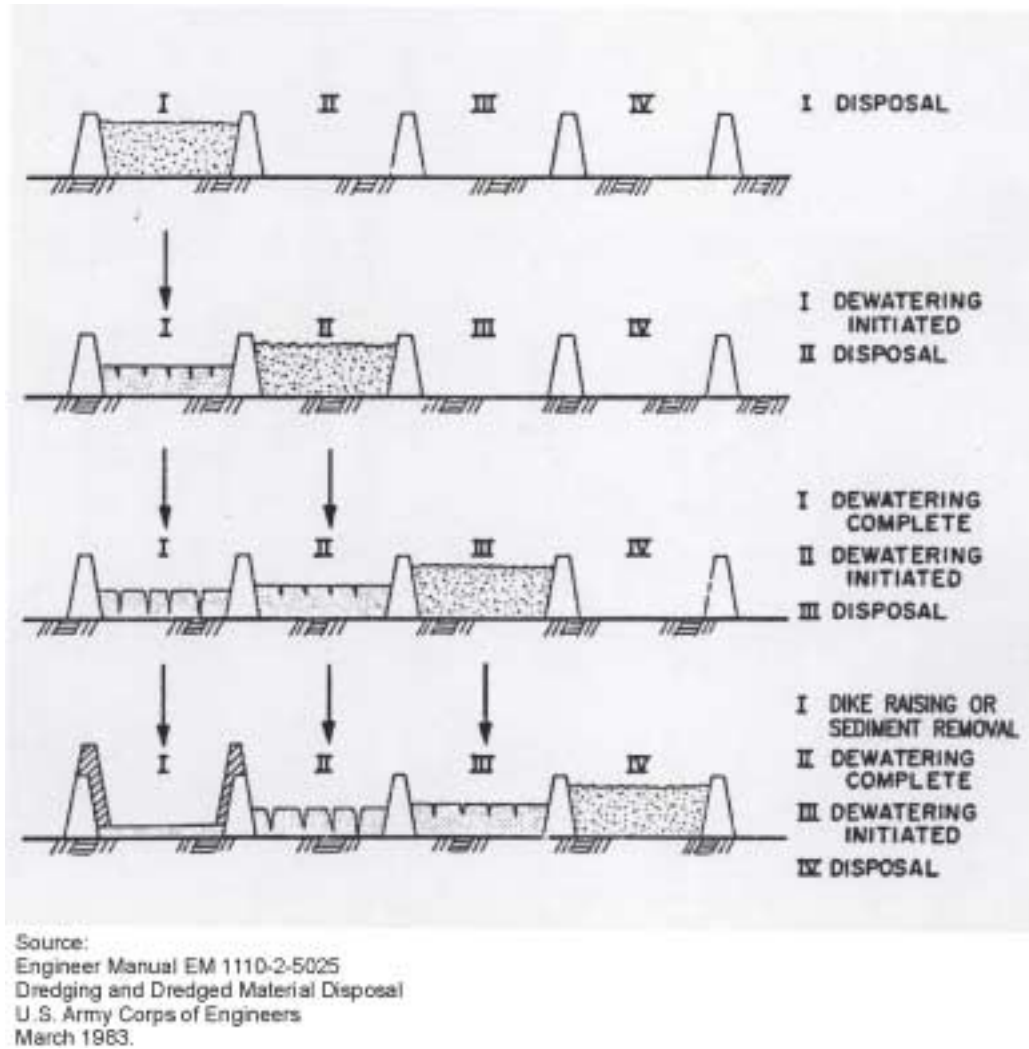 I II III IV
I DISPOSAL
I II III IV
I DEWATERING
INITIATED
II DISPOSAL
I II III IV
I DEWATERING
COMPLETE
II DEWATERING
INITIATED
III DISPOSAL
I II III IV
I DIKE RAISING OR
SEDIMENT REMOVAL
II DEWATERING
COMPLETE
III DEWATERING
INITIATED
IV DISPOSAL
Source:
Engineer Manual EM 1110-2-5025
Dredging and Dredged Material Disposal
U.S. Army Corps of Engineers
March 1983.